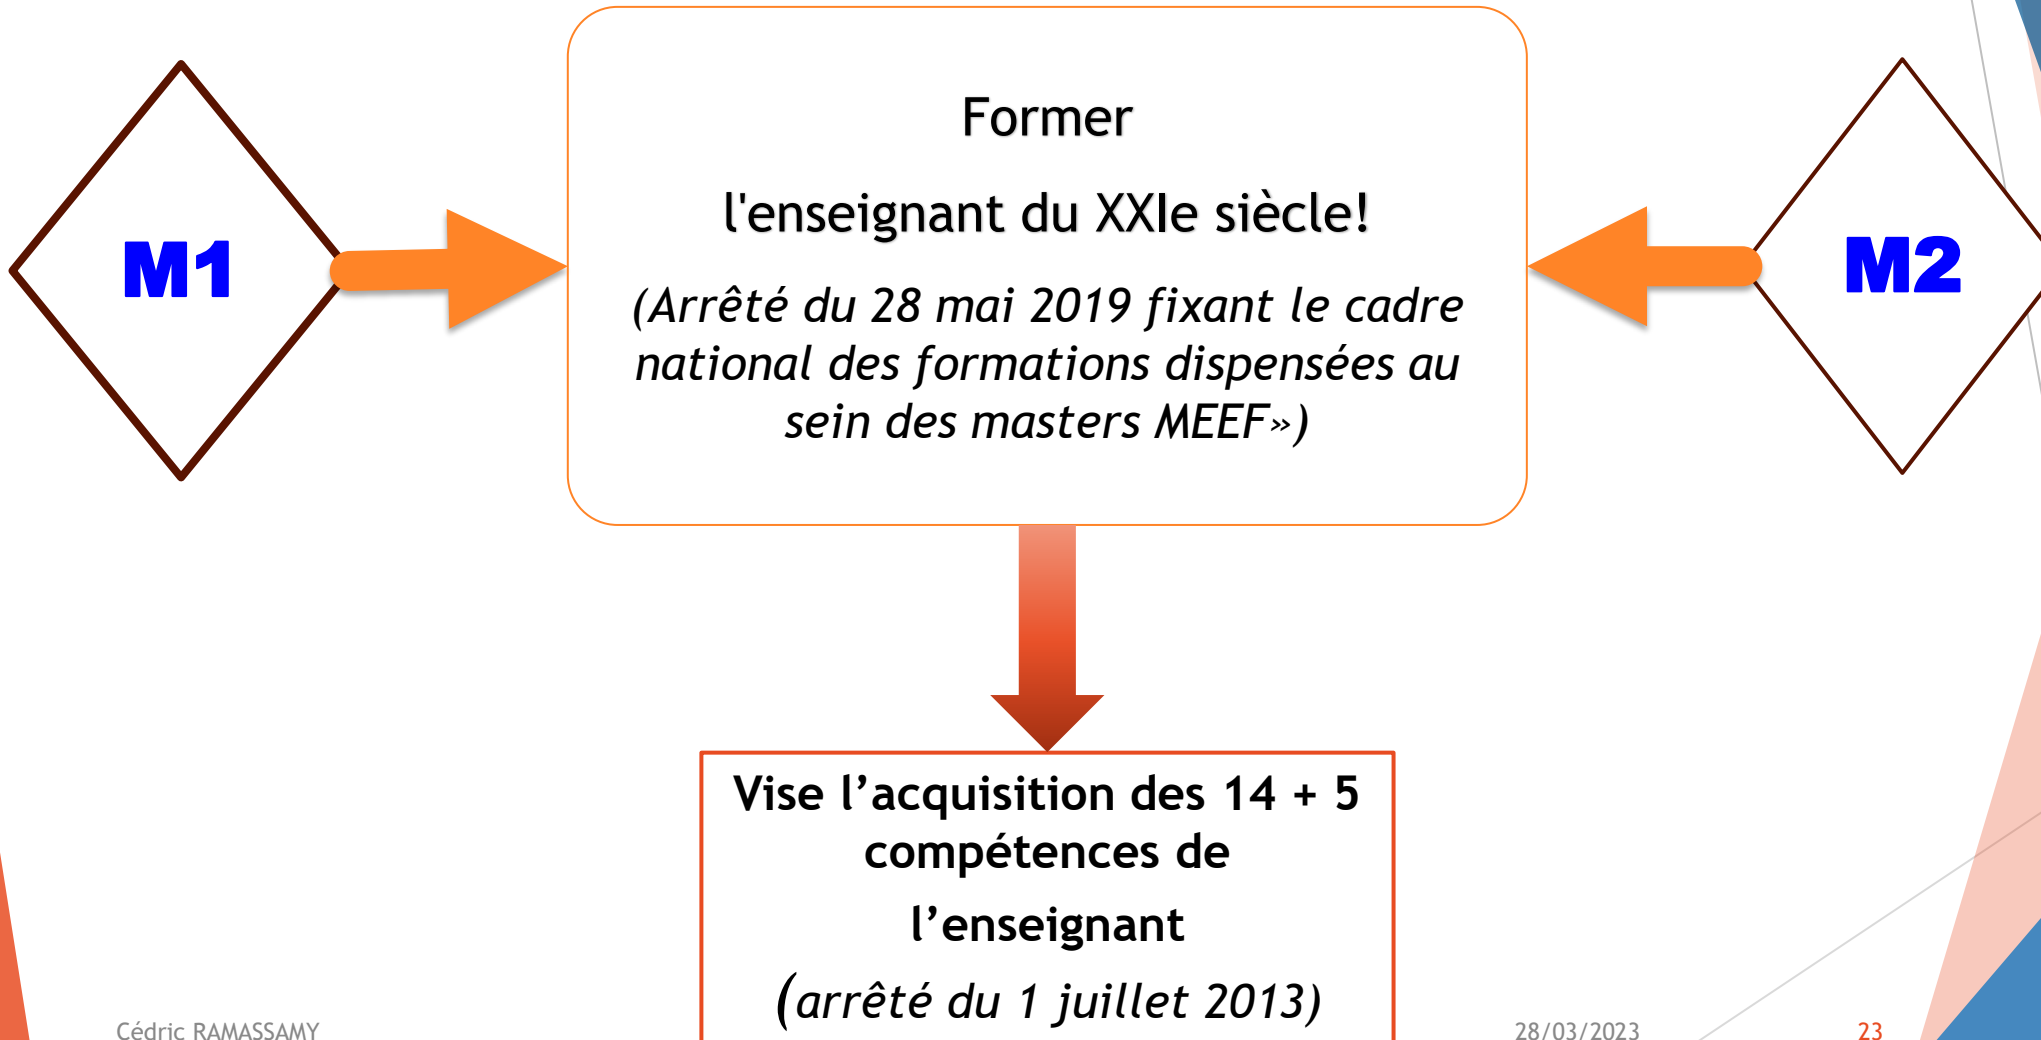 M1
Former
l'enseignant du XXIe siècle!
(Arrêté du 28 mai 2019 fixant le cadre
national des formations dispensées au
sein des masters MEEF»)
M2
Vise l’acquisition des 14 + 5
compétences de
l’enseignant
(arrêté du 1 juillet 2013)
Cédric RAMASSAMY
28/03/2023
23